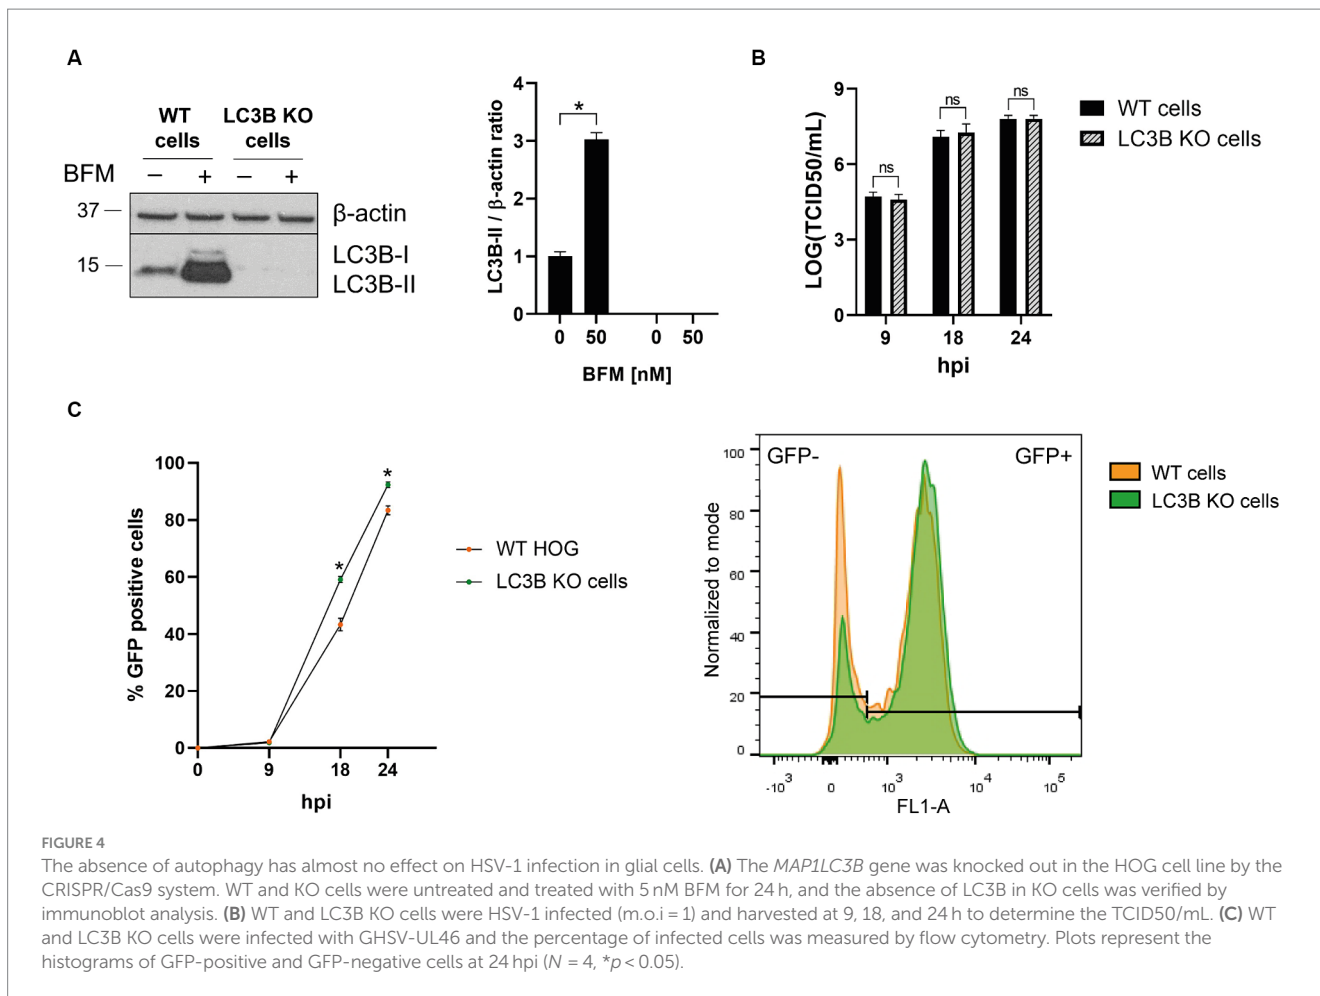 A
WT cells
LC3B KO cells
BFM
− + − +
37
β-actin
15
LC3B-I
LC3B-II
LC3B-II / β-actin ratio
4
3
2
1
0
*
0 50 0 50
BFM [nM]
B
LOG(TCID50/mL)
9
6
3
0
ns
ns
ns
9 18 24
hpi
WT cells
LC3B KO cells
C
% GFP positive cells
100
80
60
40
20
0
*
*
0 9 18 24
hpi
WT HOG
LC3B KO cells
Normalized to mode
100
80
60
40
20
0
GFP- GFP+
-10³ 0 10³ 10⁴ 10⁵
FL1-A
WT cells
LC3B KO cells
FIGURE 4
The absence of autophagy has almost no effect on HSV-1 infection in glial cells. (A) The MAP1LC3B gene was knocked out in the HOG cell line by the
CRISPR/Cas9 system. WT and KO cells were untreated and treated with 5 nM BFM for 24 h, and the absence of LC3B in KO cells was verified by
immunoblot analysis. (B) WT and LC3B KO cells were HSV-1 infected (m.o.i = 1) and harvested at 9, 18, and 24 h to determine the TCID50/mL. (C) WT
and LC3B KO cells were infected with GHSV-UL46 and the percentage of infected cells was measured by flow cytometry. Plots represent the
histograms of GFP-positive and GFP-negative cells at 24 hpi (N = 4, *p < 0.05).